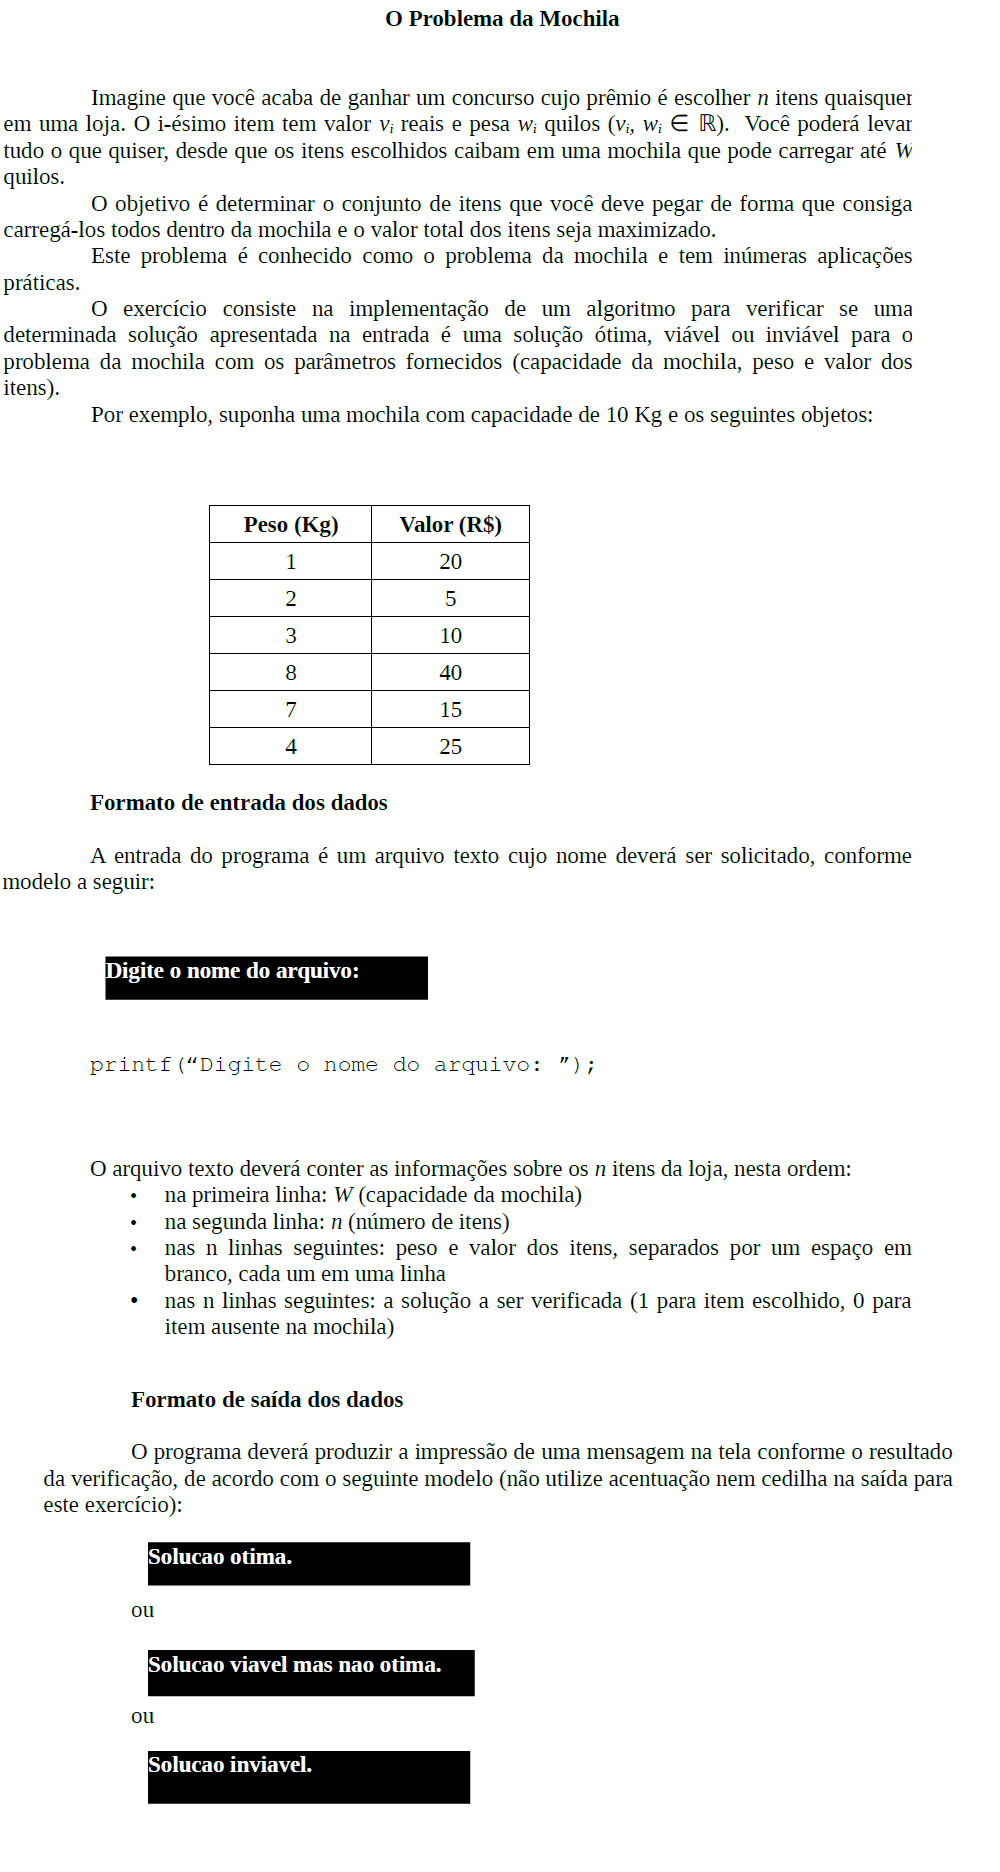 O Problema da Mochila
Imagine que você acaba de ganhar um concurso cujo prêmio é escolher n itens quaisquer
em uma loja. O i-ésimo item tem valor vᵢ reais e pesa wᵢ quilos (vᵢ, wᵢ ∈ ℝ). Você poderá levar
tudo o que quiser, desde que os itens escolhidos caibam em uma mochila que pode carregar até W
quilos.
O objetivo é determinar o conjunto de itens que você deve pegar de forma que consiga
carregá-los todos dentro da mochila e o valor total dos itens seja maximizado.
Este problema é conhecido como o problema da mochila e tem inúmeras aplicações
práticas.
O exercício consiste na implementação de um algoritmo para verificar se uma
determinada solução apresentada na entrada é uma solução ótima, viável ou inviável para o
problema da mochila com os parâmetros fornecidos (capacidade da mochila, peso e valor dos
itens).
Por exemplo, suponha uma mochila com capacidade de 10 Kg e os seguintes objetos:
Peso (Kg) Valor (R$)
1 20
2 5
3 10
8 40
7 15
4 25
Formato de entrada dos dados
A entrada do programa é um arquivo texto cujo nome deverá ser solicitado, conforme
modelo a seguir:
Digite o nome do arquivo:
printf(“Digite o nome do arquivo: ”);
O arquivo texto deverá conter as informações sobre os n itens da loja, nesta ordem:
• na primeira linha: W (capacidade da mochila)
• na segunda linha: n (número de itens)
• nas n linhas seguintes: peso e valor dos itens, separados por um espaço em
branco, cada um em uma linha
• nas n linhas seguintes: a solução a ser verificada (1 para item escolhido, 0 para
item ausente na mochila)
Formato de saída dos dados
O programa deverá produzir a impressão de uma mensagem na tela conforme o resultado
da verificação, de acordo com o seguinte modelo (não utilize acentuação nem cedilha na saída para
este exercício):
Solucao otima.
ou
Solucao viavel mas nao otima.
ou
Solucao inviavel.